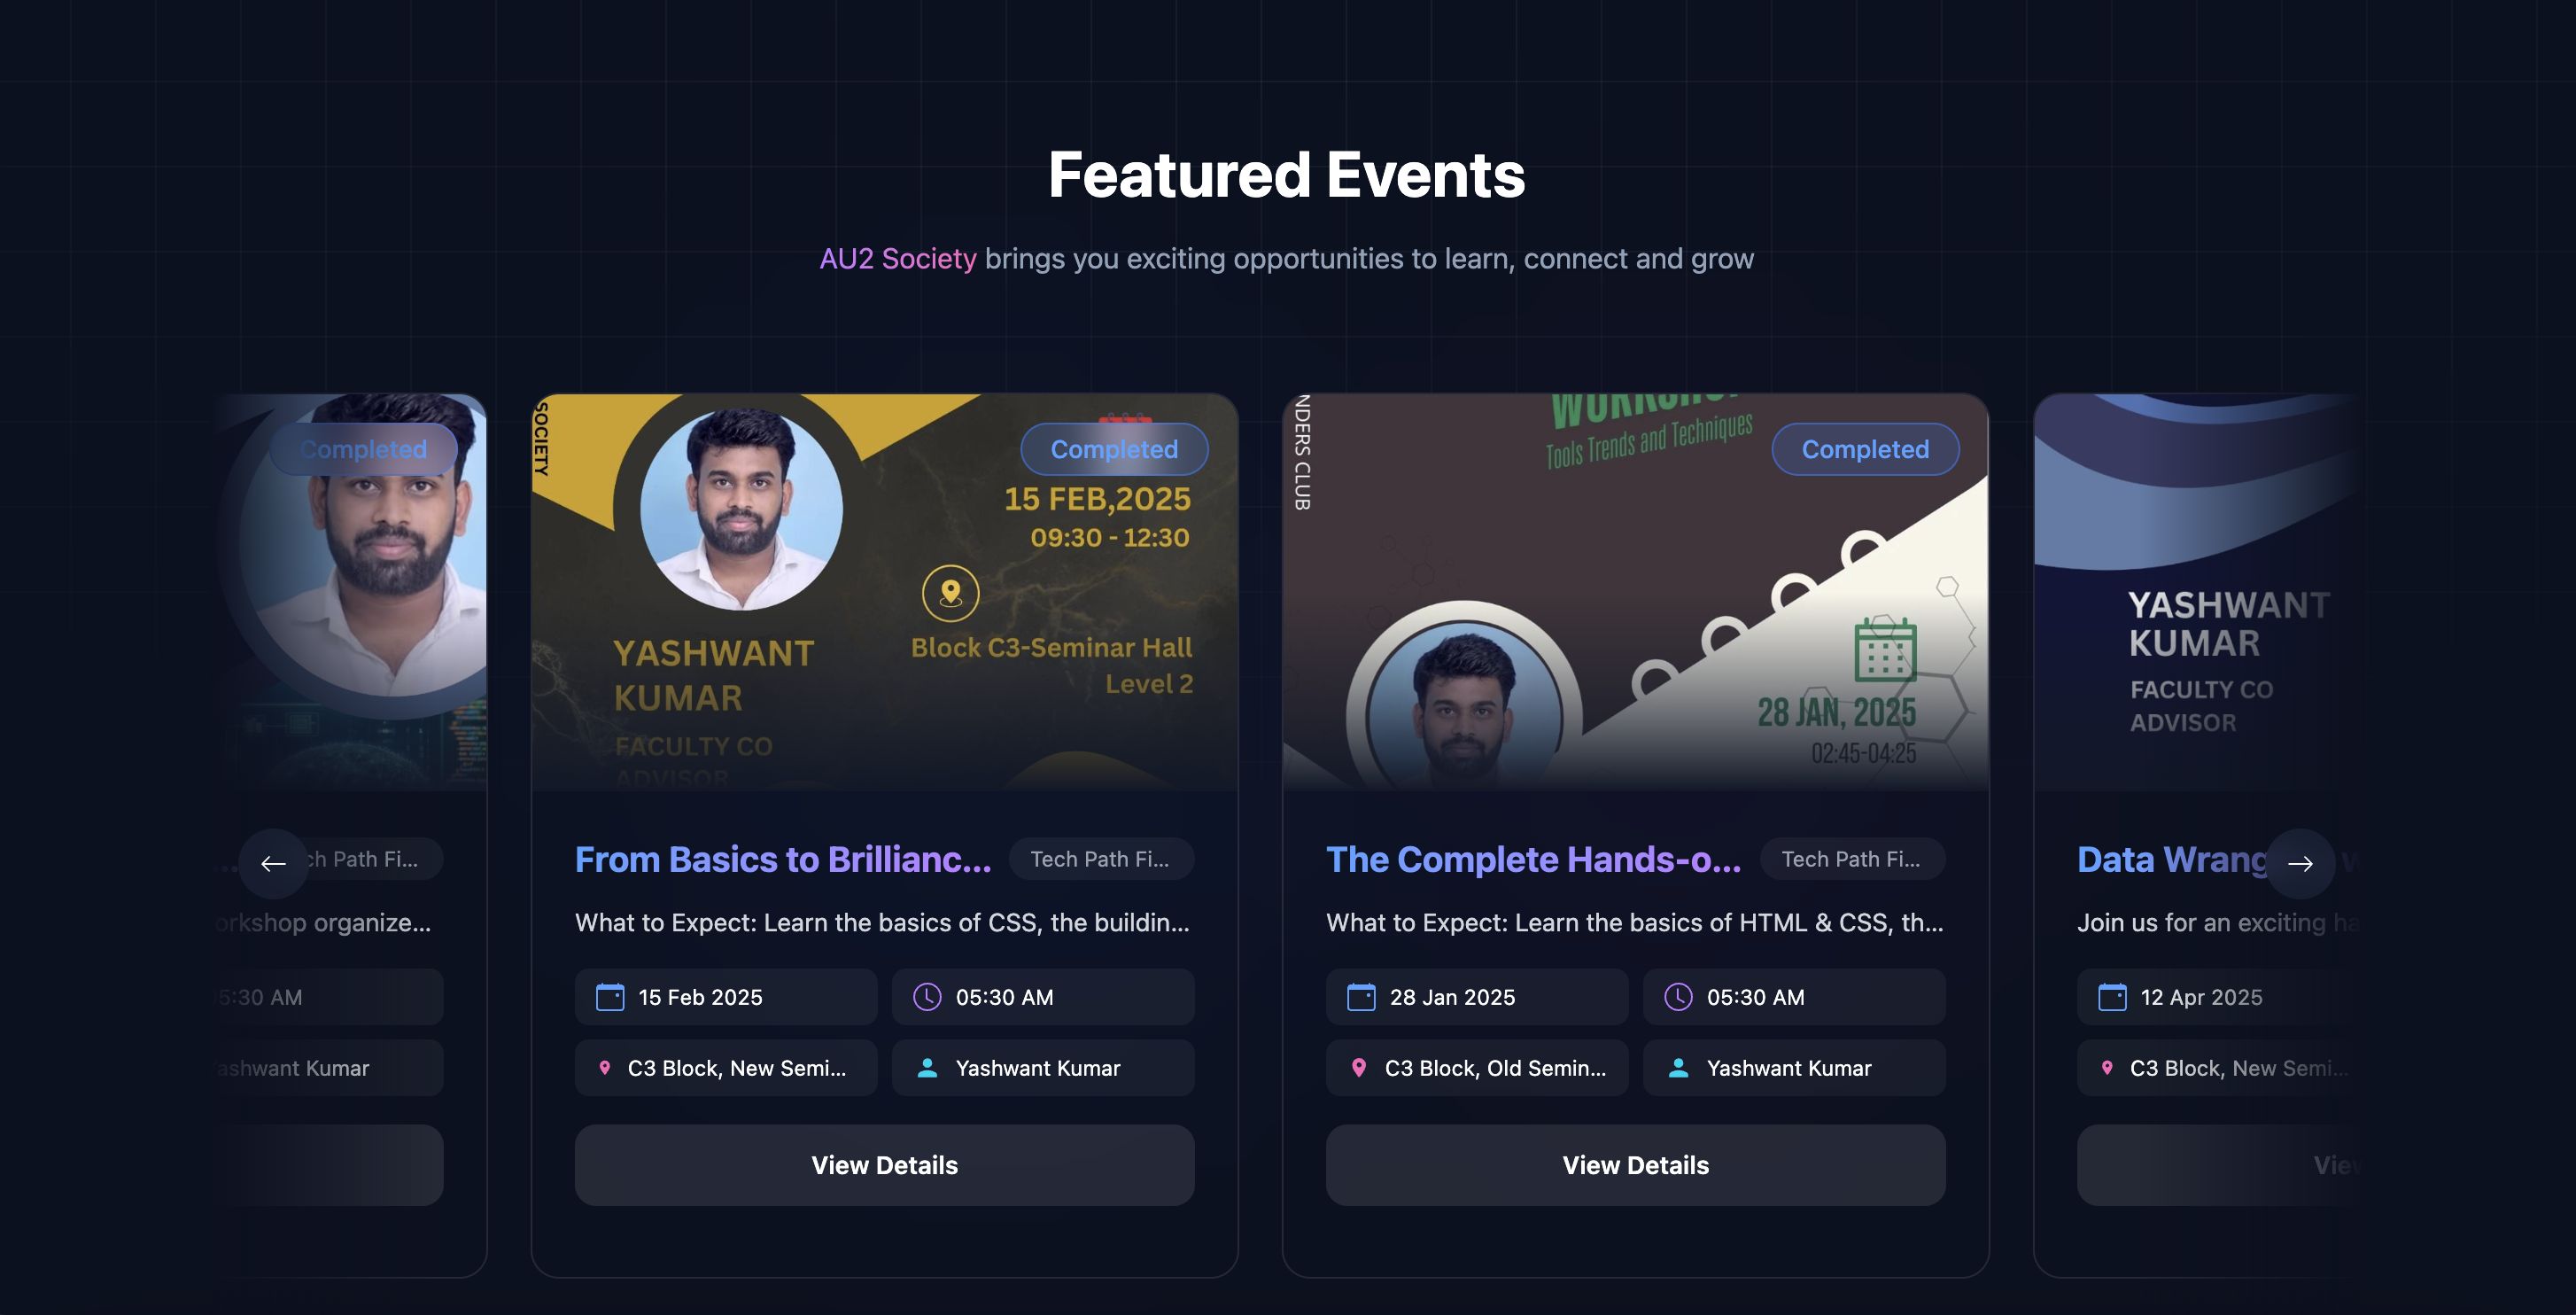 Featured Events
AU2 Society brings you exciting opportunities to learn, connect and grow
Completed
ch Path Fi...
orkshop organize...
5:30 AM
ashwant Kumar
SOCIETY
Completed
15 FEB,2025
09:30 - 12:30
Block C3-Seminar Hall
Level 2
YASHWANT
KUMAR
FACULTY CO
ADVISOR
From Basics to Brillianc...
Tech Path Fi...
What to Expect: Learn the basics of CSS, the buildin...
15 Feb 2025
05:30 AM
C3 Block, New Semi...
Yashwant Kumar
View Details
NDERS CLUB
WORKSHOP
Tools Trends and Techniques
Completed
28 JAN, 2025
02:45-04:25
The Complete Hands-o...
Tech Path Fi...
What to Expect: Learn the basics of HTML & CSS, th...
28 Jan 2025
05:30 AM
C3 Block, Old Semin...
Yashwant Kumar
View Details
YASHWANT
KUMAR
FACULTY CO
ADVISOR
Data Wrang
Join us for an exciting ha
12 Apr 2025
C3 Block, New Semi...
View